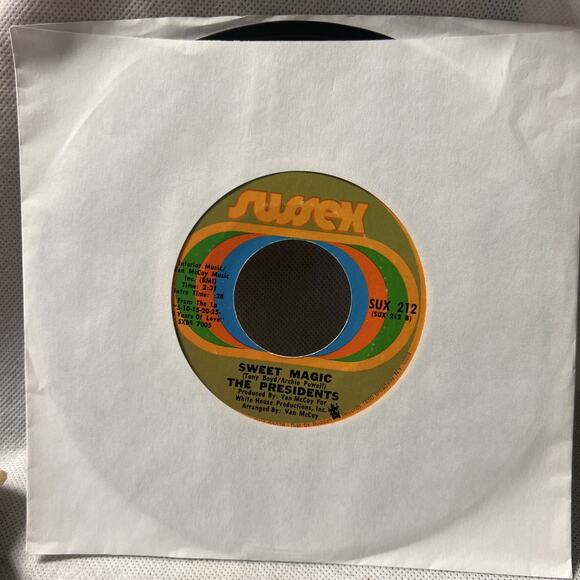 sussex
Interior Music/
Van McCoy Music
Inc. (BMI)
Time: 2:31
Intro Time: :28
From The Lp
"5-10-15-20-25-
Years Of Love"
SXBS 7005
SUX 212
(SUX 212 B)
SWEET MAGIC
(Tony Boyd/Archie Powell)
THE PRESIDENTS
Produced By: Van McCoy For
White House Productions, Inc.
Arranged By: Van McCoy